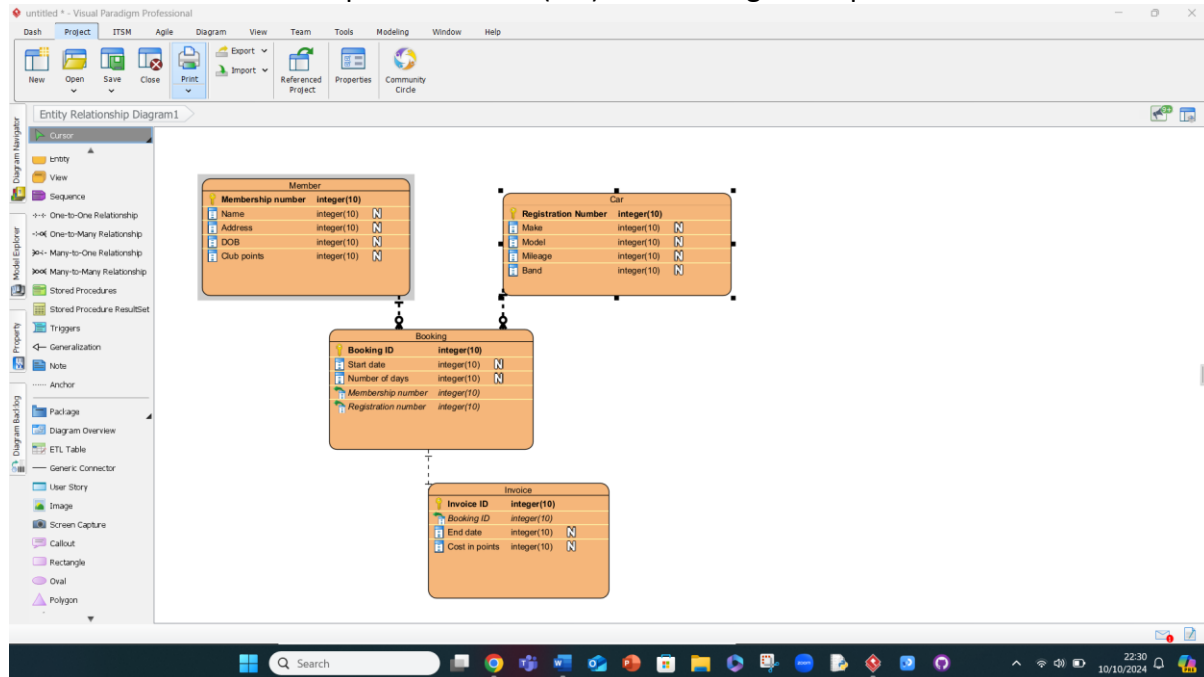 untitled * - Visual Paradigm Professional
Dash Project ITSM Agile Diagram View Team Tools Modeling Window Help
New Open Save Close Print Export Import Referenced Project Properties Community Circle
Entity Relationship Diagram1
Diagram Navigator
Model Explorer
Property
Diagram Backlog
Cursor
Entity
View
Sequence
One-to-One Relationship
One-to-Many Relationship
Many-to-One Relationship
Many-to-Many Relationship
Stored Procedures
Stored Procedure ResultSet
Triggers
Generalization
Note
Anchor
Package
Diagram Overview
ETL Table
Generic Connector
User Story
Image
Screen Capture
Callout
Rectangle
Oval
Polygon
Member
Membership number integer(10)
Name integer(10) N
Address integer(10) N
DOB integer(10) N
Club points integer(10) N
Car
Registration Number integer(10)
Make integer(10) N
Model integer(10) N
Mileage integer(10) N
Band integer(10) N
Booking
Booking ID integer(10)
Start date integer(10) N
Number of days integer(10) N
Membership number integer(10)
Registration number integer(10)
Invoice
Invoice ID integer(10)
Booking ID integer(10)
End date integer(10) N
Cost in points integer(10) N
Search
22:30
10/10/2024